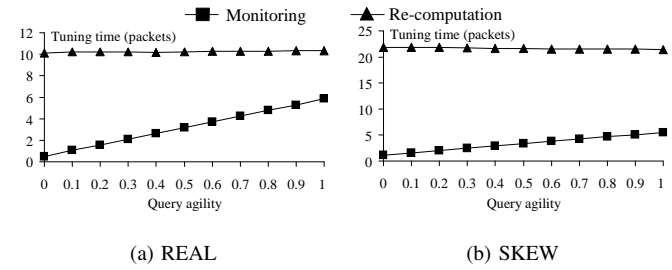 Monitoring Re-computation
Tuning time (packets)
12
10
8
6
4
2
0
0 0.1 0.2 0.3 0.4 0.5 0.6 0.7 0.8 0.9 1
Query agility
(a) REAL
Tuning time (packets)
25
20
15
10
5
0
0 0.1 0.2 0.3 0.4 0.5 0.6 0.7 0.8 0.9 1
Query agility
(b) SKEW